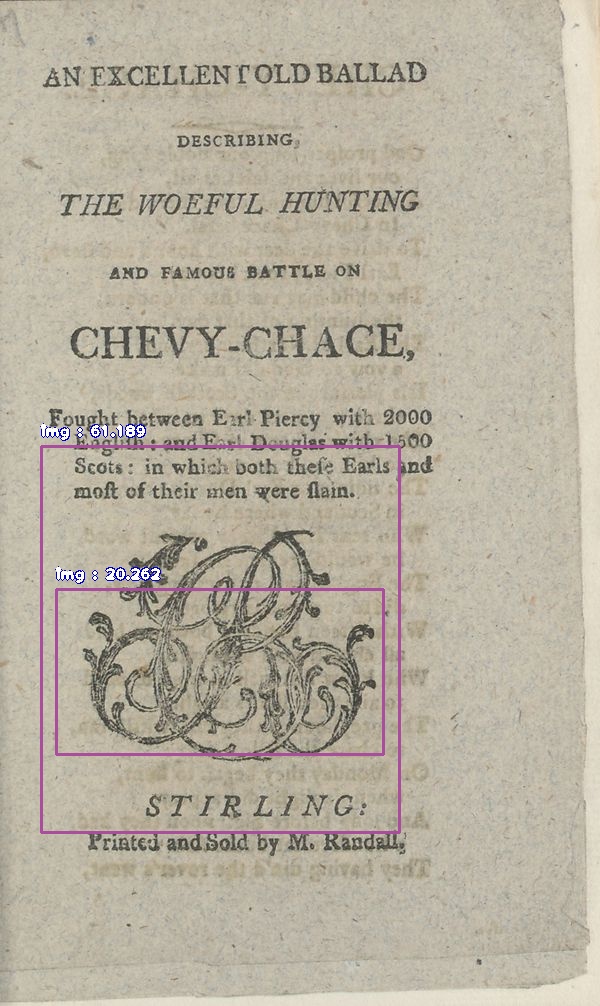 AN EXCELLENT OLD BALLAD
DESCRIBING
THE WOEFUL HUNTING
AND FAMOUS BATTLE ON
CHEVY-CHACE,
Fought between Earl Piercy with 2000
img : 61.189
English: and Earl Douglas with 1500
Scots: in which both theſe Earls and
moſt of their men were ſlain.
img : 20.262
STIRLING:
Printed and Sold by M. Randall,